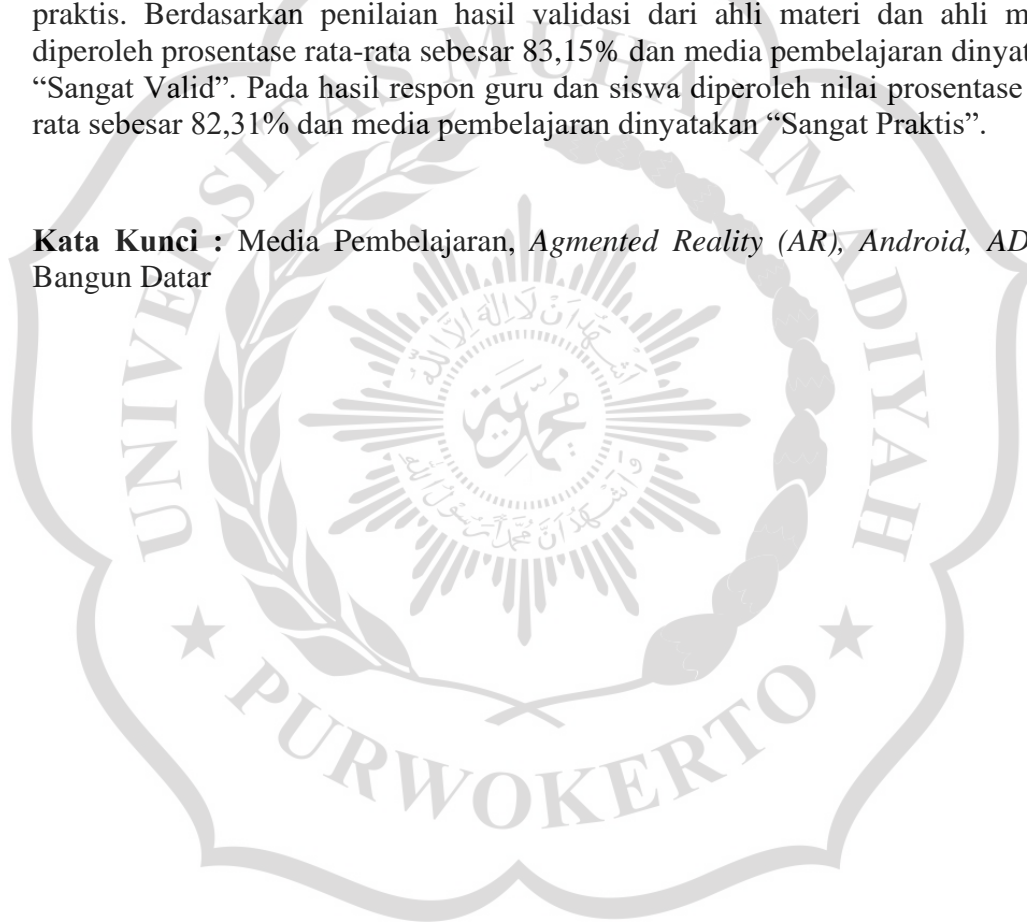 praktis. Berdasarkan penilaian hasil validasi dari ahli materi dan ahli m
diperoleh prosentase rata-rata sebesar 83,15% dan media pembelajaran dinyat
“Sangat Valid”. Pada hasil respon guru dan siswa diperoleh nilai prosentase
rata sebesar 82,31% dan media pembelajaran dinyatakan “Sangat Praktis”.
Kata Kunci : Media Pembelajaran, Agmented Reality (AR), Android, AD
Bangun Datar
UNIVERSITAS MUHAMMADIYAH
PURWOKERTO